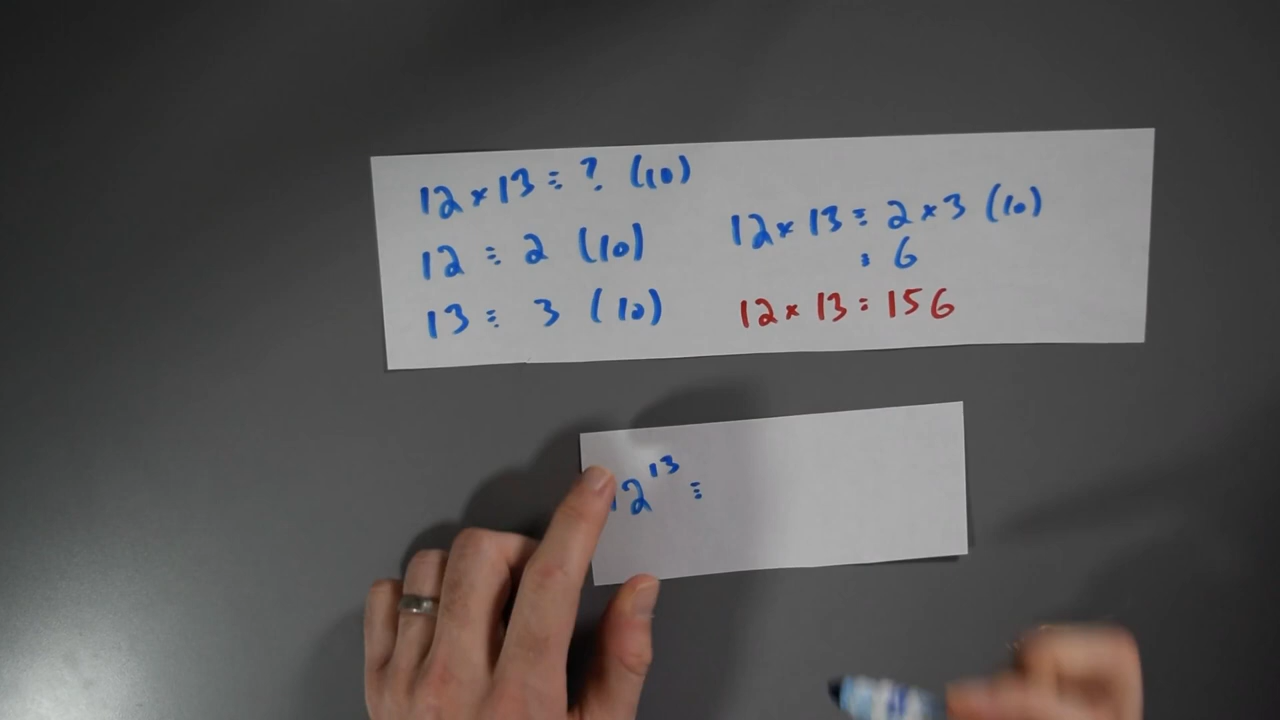 12 × 13 ≡ ? (10)
12 ≡ 2 (10)
13 ≡ 3 (10)
12 × 13 ≡ 2 × 3 (10)
≡ 6
12 × 13 = 156
12^13 ≡